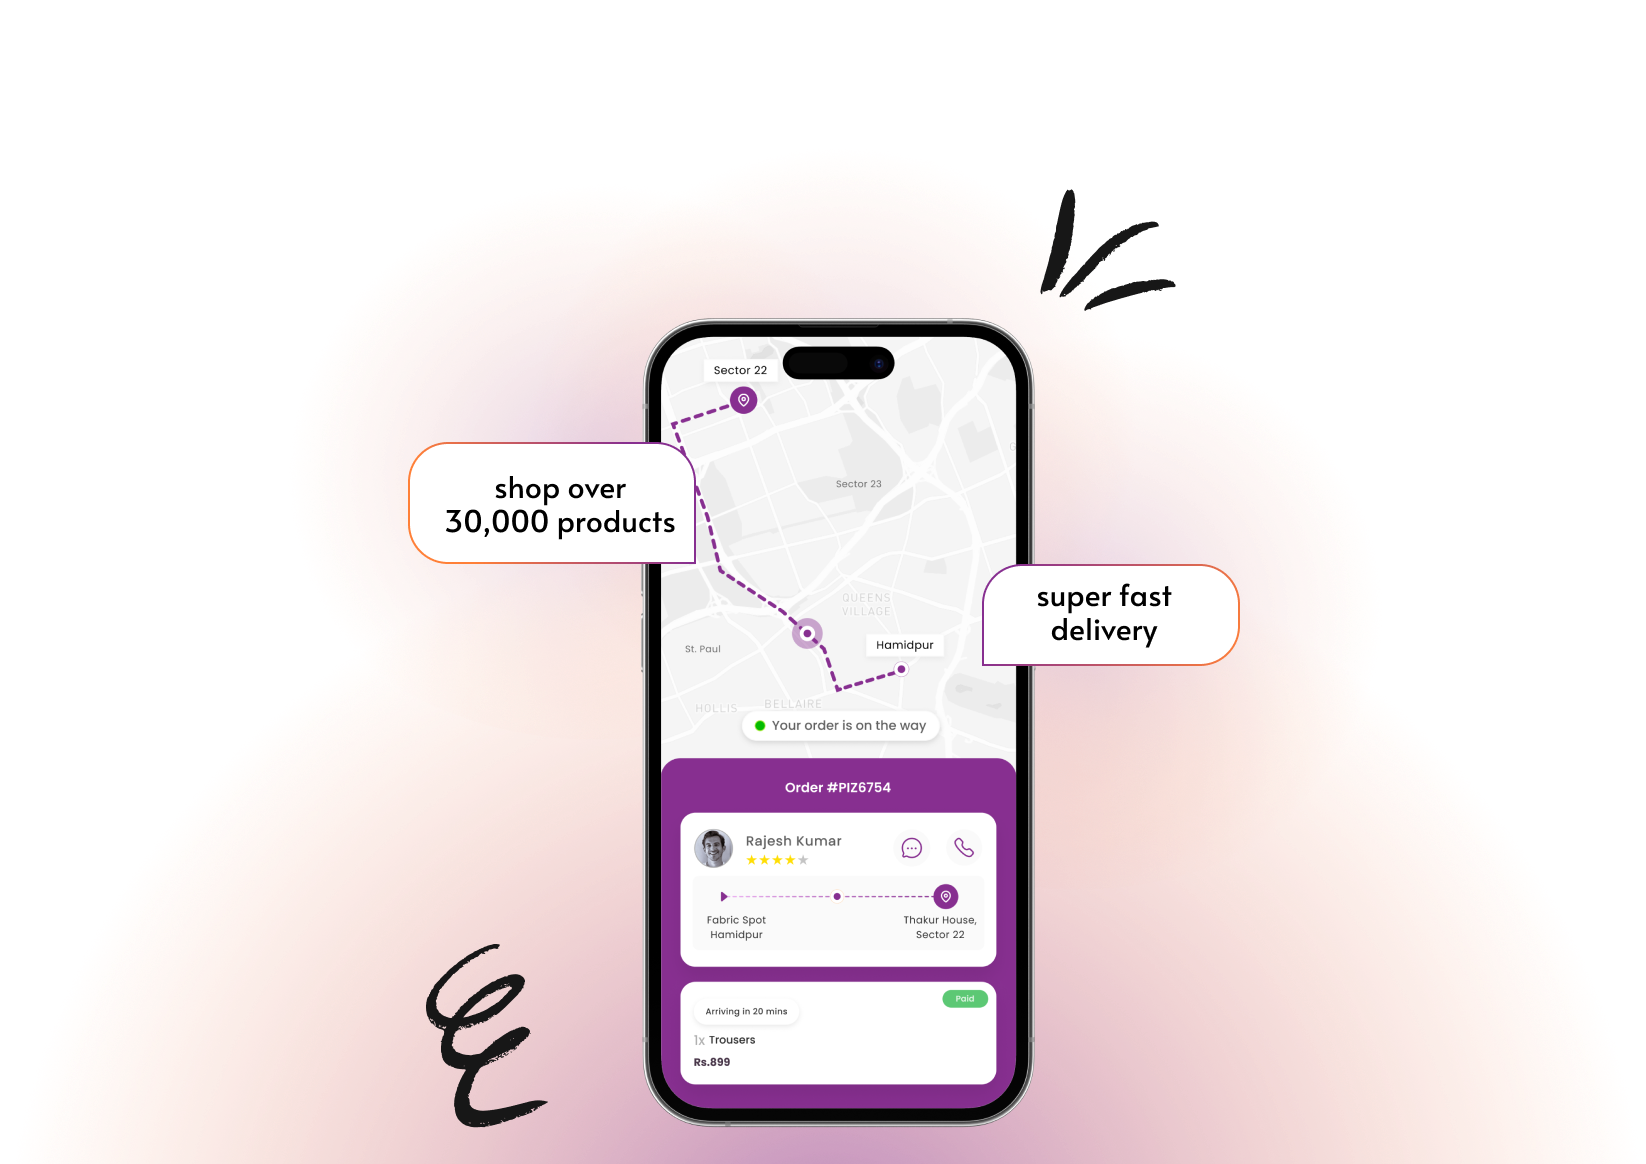 Sector 22
shop over
30,000 products
Sector 23
super fast
delivery
QUEENS
VILLAGE
Hamidpur
St. Paul
HOLLIS
BELLAIRE
Your order is on the way
Order #PIZ6754
Rajesh Kumar
Fabric Spot
Hamidpur
Thakur House,
Sector 22
Paid
Arriving in 20 mins
1x Trousers
Rs.899